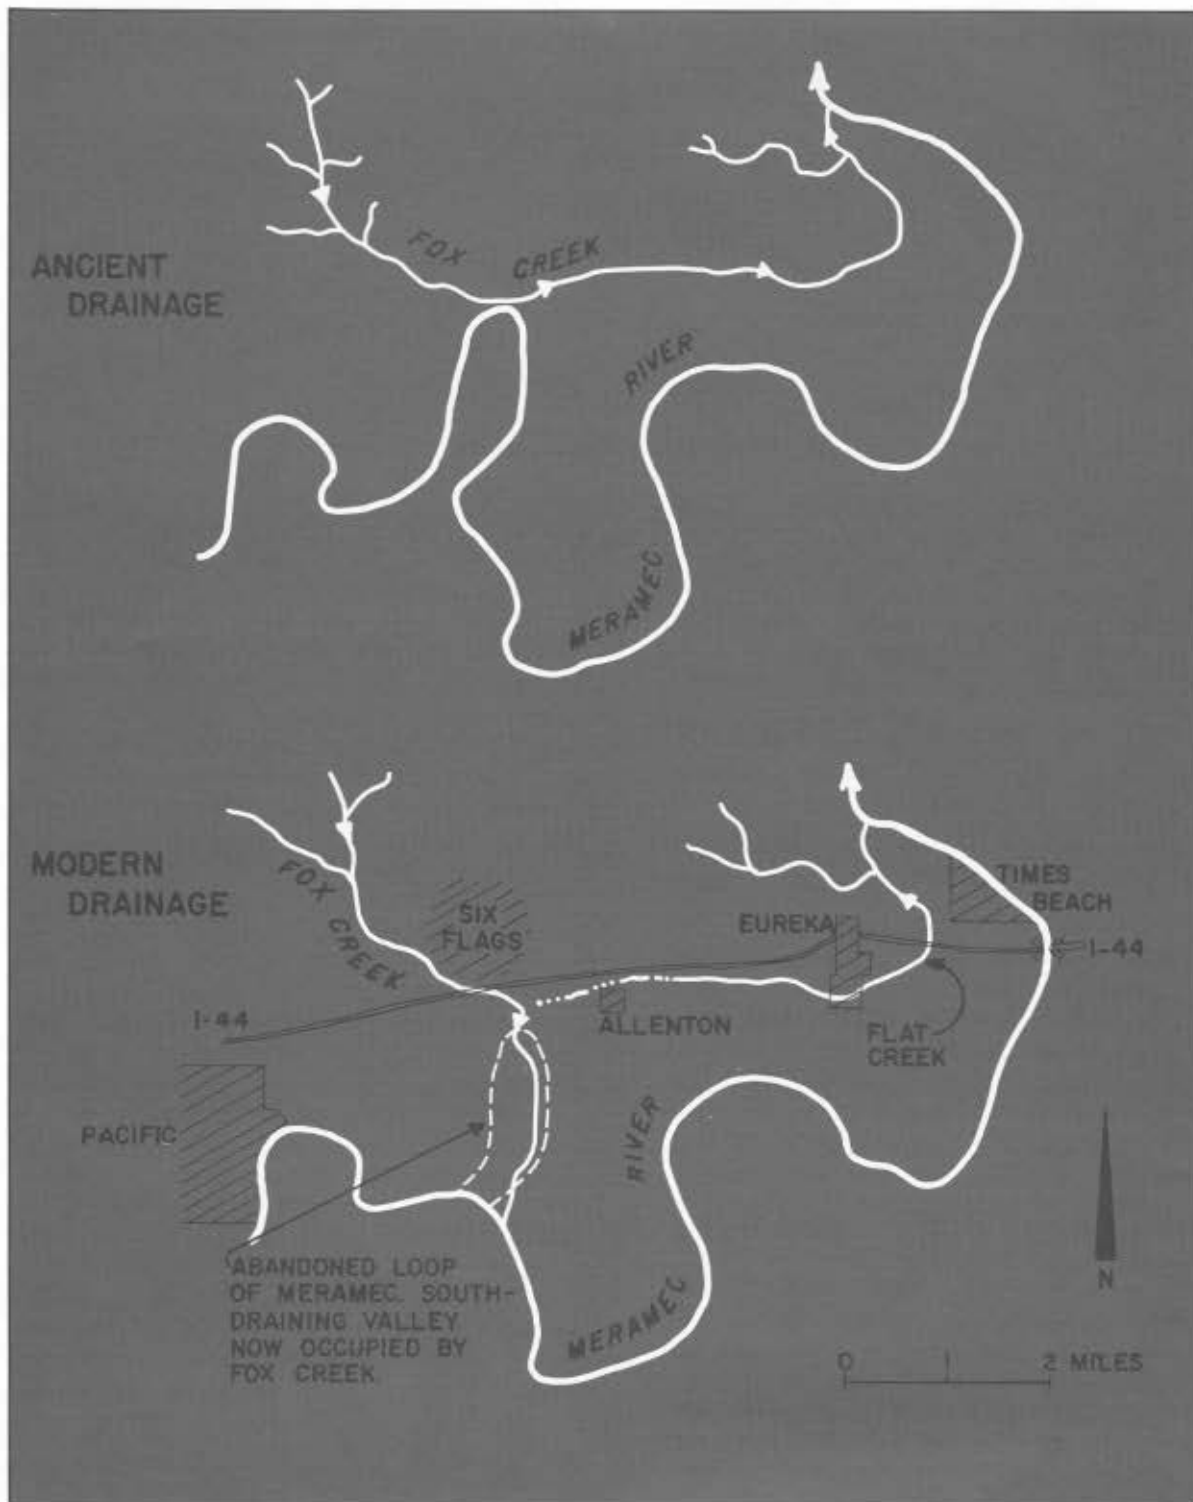 ANCIENT
DRAINAGE
FOX CREEK
RIVER
MERAMEC
MODERN
DRAINAGE
FOX
CREEK
SIX
FLAGS
EUREKA
TIMES
BEACH
I-44
I-44
ALLENTON
FLAT
CREEK
PACIFIC
RIVER
MERAMEC
ABANDONED LOOP
OF MERAMEC. SOUTH-
DRAINING VALLEY
NOW OCCUPIED BY
FOX CREEK.
N
0 1 2 MILES